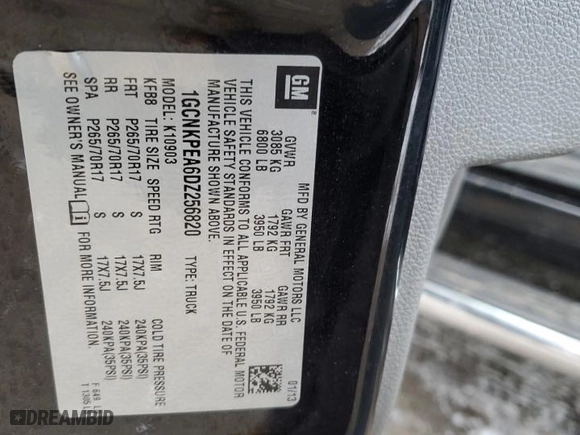 GM
MFD BY GENERAL MOTORS LLC
01/13
GVWR GAWR FRT GAWR RR
3085 KG 1792 KG 1792 KG
6800 LB 3950 LB 3950 LB
THIS VEHICLE CONFORMS TO ALL APPLICABLE U.S. FEDERAL MOTOR
VEHICLE SAFETY STANDARDS IN EFFECT ON THE DATE OF
MANUFACTURE SHOWN ABOVE.
1GCNKPEA6DZ256820 TYPE: TRUCK
MODEL: K10903
KFBB TIRE SIZE SPEED RTG RIM COLD TIRE PRESSURE
FRT P265/70R17 S 17X7.5J 240KPA(35PSI)
RR P265/70R17 S 17X7.5J 240KPA(35PSI)
SPA P265/70R17 S 17X7.5J 240KPA(35PSI)
SEE OWNER'S MANUAL FOR MORE INFORMATION.
F 649
T 1305
DREAMBID